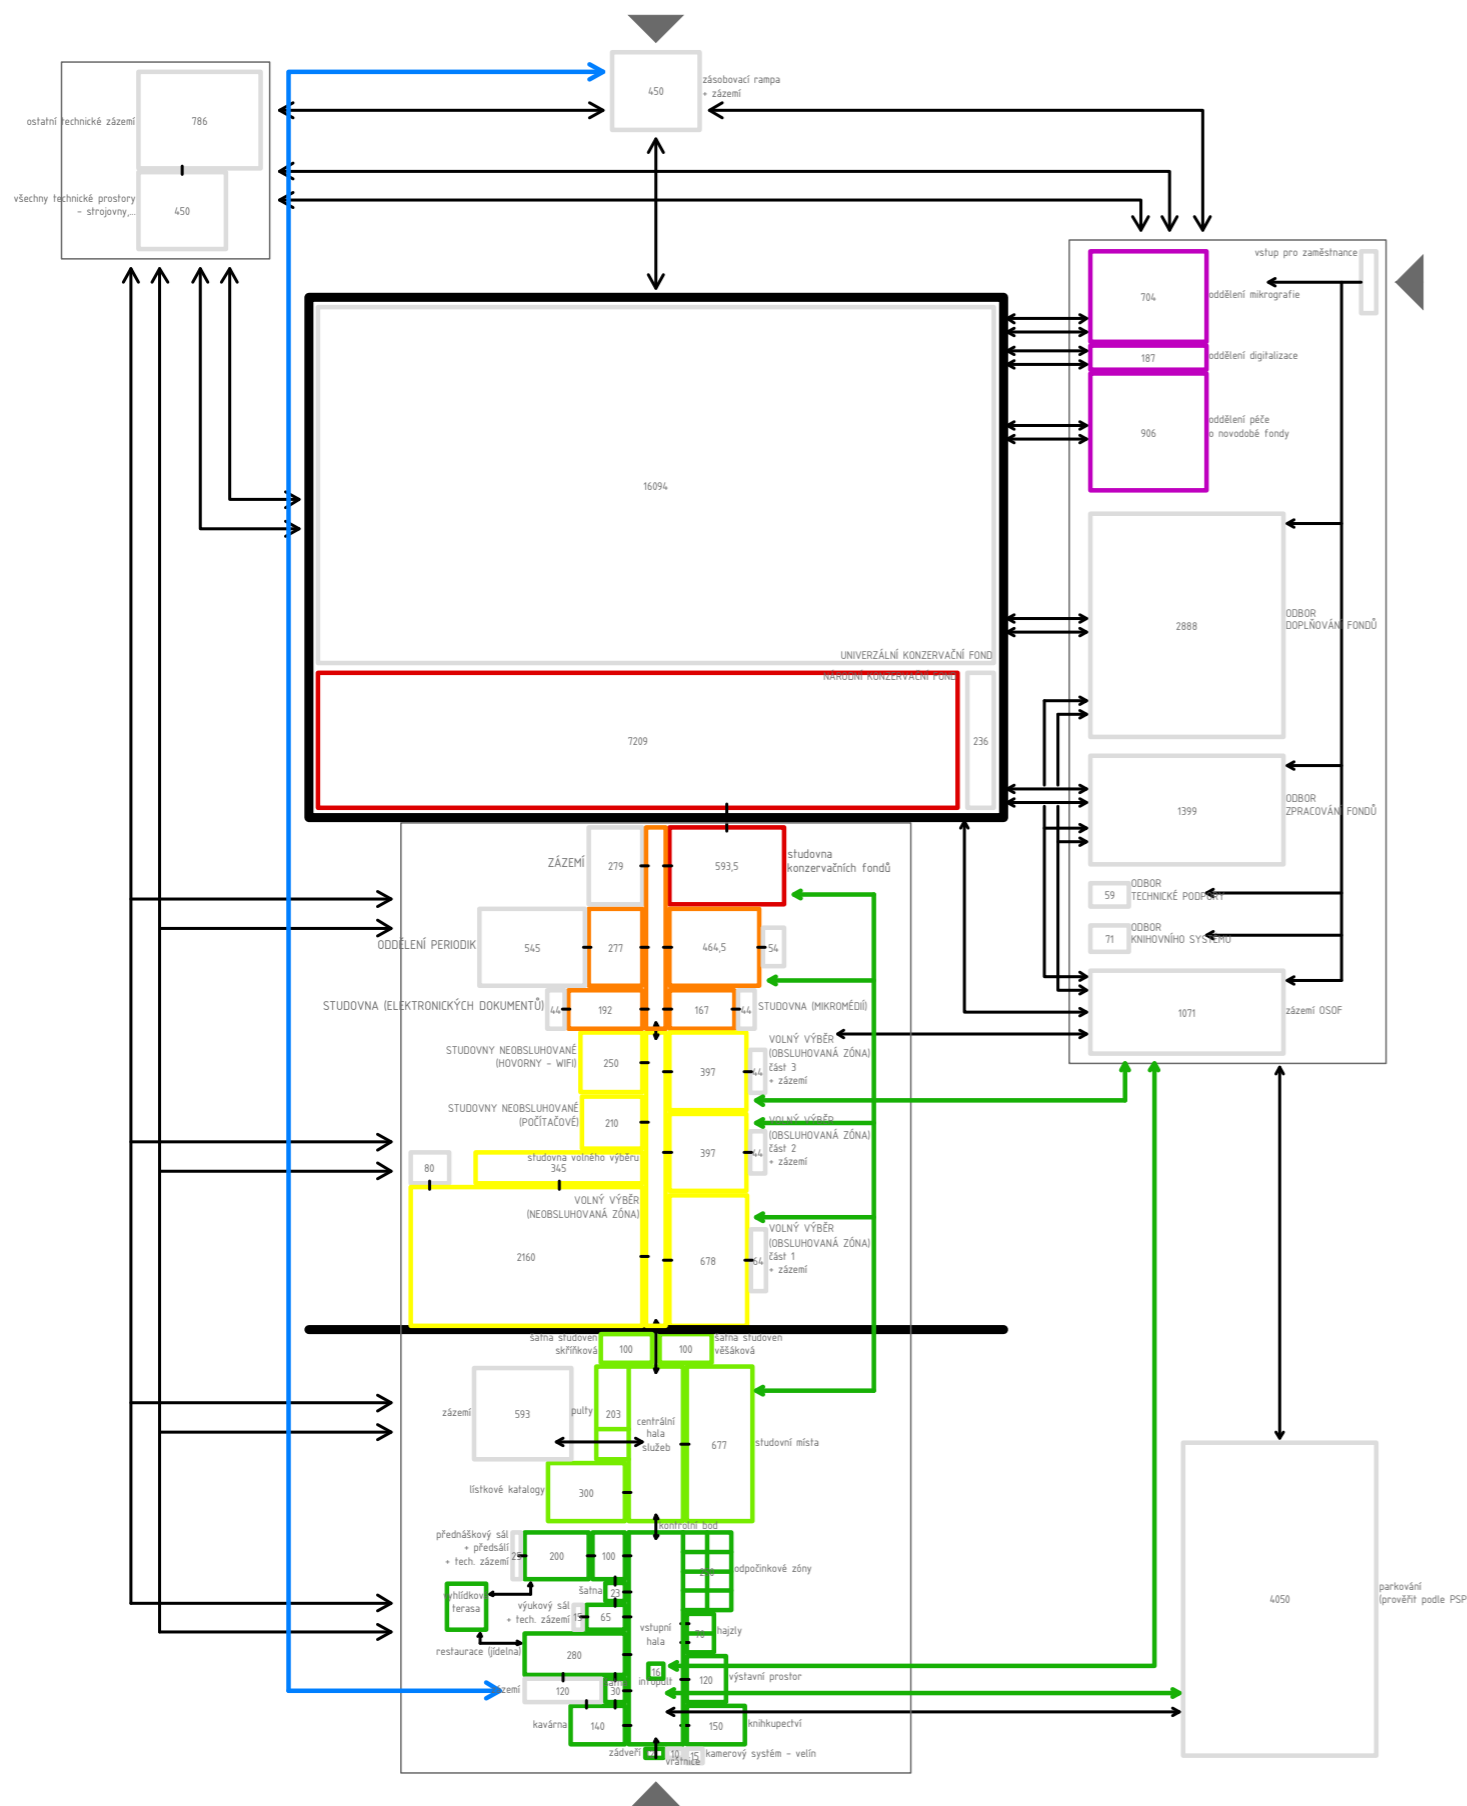 450
zásobovací rampa
+ zázemí
ostatní technické zázemí
786
všechny technické prostory
- strojovny,...
450
vstup pro zaměstnance
704
oddělení mikrografie
187
oddělení digitalizace
906
oddělení péče
o novodobé fondy
16094
UNIVERZÁLNÍ KONZERVAČNÍ FOND
NÁRODNÍ KONZERVAČNÍ FOND
7209
236
2888
ODBOR
DOPLŇOVÁNÍ FONDŮ
1399
ODBOR
ZPRACOVÁNÍ FONDŮ
59
ODBOR
TECHNICKÉ PODPORY
71
ODBOR
KNIHOVNÍHO SYSTÉMU
1071
zázemí OSOF
ZÁZEMÍ
279
593,5
studovna
konzervačních fondů
ODDĚLENÍ PERIODIK
545
277
464,5
54
STUDOVNA (ELEKTRONICKÝCH DOKUMENTŮ)
44
192
167
44
STUDOVNA (MIKROMÉDIÍ)
STUDOVNY NEOBSLUHOVANÉ
(HOVORNY - WIFI)
250
397
44
VOLNÝ VÝBĚR
(OBSLUHOVANÁ ZÓNA)
část 3
+ zázemí
STUDOVNY NEOBSLUHOVANÉ
(POČÍTAČOVÉ)
210
397
44
VOLNÝ VÝBĚR
(OBSLUHOVANÁ ZÓNA)
část 2
+ zázemí
80
studovna volného výběru
345
VOLNÝ VÝBĚR
(NEOBSLUHOVANÁ ZÓNA)
2160
678
64
VOLNÝ VÝBĚR
(OBSLUHOVANÁ ZÓNA)
část 1
+ zázemí
šatna studoven
skříňková
100
100
šatna studoven
věšáková
zázemí
593
pulty
203
centrální
hala
služeb
677
studovní místa
lístkové katalogy
300
kontrolní bod
přednáškový sál
+ předsálí
+ tech. zázemí
25
200
100
odpočinkové zóny
vyhlídková
terasa
šatna
23
výukový sál
+ tech. zázemí
15
65
vstupní
hala
hajzly
restaurace (jídelna)
280
16
infopult
120
výstavní prostor
zázemí
120
30
kavárna
140
150
knihkupectví
zádveří
10
15
kamerový systém - velín
vrátnice
4050
parkování
(prověřit podle PSP